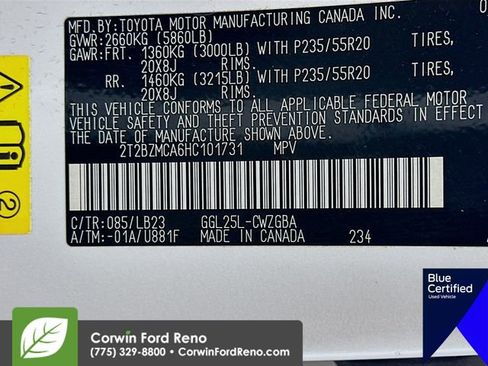 MFD.BY:TOYOTA MOTOR MANUFACTURING CANADA INC. 0
GVWR:2660KG (5860LB)
GAWR:FRT. 1360KG (3000LB) WITH P235/55R20 TIRES,
20X8J RIMS.
RR. 1460KG (3215LB) WITH P235/55R20 TIRES,
20X8J RIMS.
THIS VEHICLE CONFORMS TO ALL APPLICABLE FEDERAL MOTOR
VEHICLE SAFETY AND THEFT PREVENTION STANDARDS IN EFFECT
THE DATE OF MANUFACTURE SHOWN ABOVE.
2T2BZMCA6HC101731 MPV
C/TR:085/LB23 GGL25L-CWZGBA
A/TM:-01A/U881F MADE IN CANADA 234
2
Blue
Certified
Used Vehicle
Corwin Ford Reno
(775) 329-8800 • CorwinFordReno.com